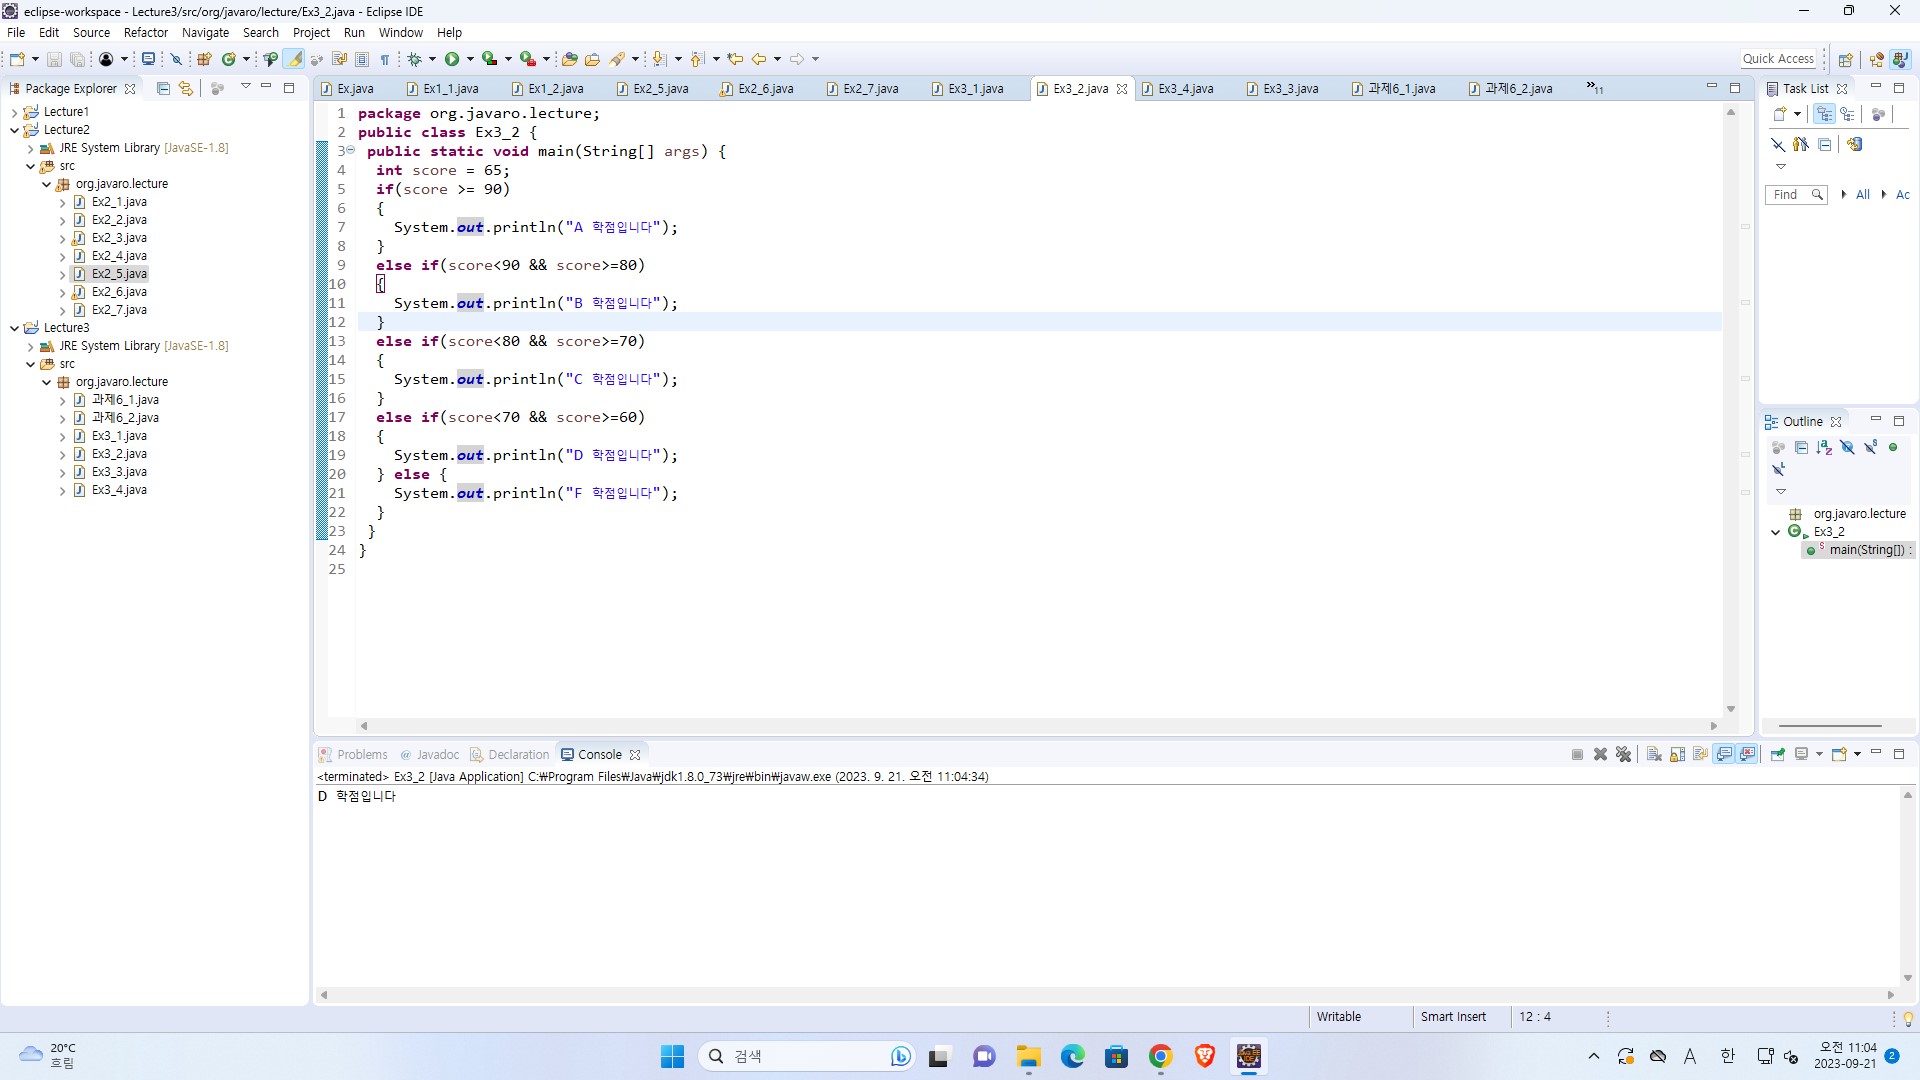 eclipse-workspace - Lecture3/src/org/javaro/lecture/Ex3_2.java - Eclipse IDE
File Edit Source Refactor Navigate Search Project Run Window Help
Quick Access
Package Explorer
Lecture1
Lecture2
JRE System Library [JavaSE-1.8]
src
org.javaro.lecture
Ex2_1.java
Ex2_2.java
Ex2_3.java
Ex2_4.java
Ex2_5.java
Ex2_6.java
Ex2_7.java
Lecture3
JRE System Library [JavaSE-1.8]
src
org.javaro.lecture
과제6_1.java
과제6_2.java
Ex3_1.java
Ex3_2.java
Ex3_3.java
Ex3_4.java
Ex.java Ex1_1.java Ex1_2.java Ex2_5.java Ex2_6.java Ex2_7.java Ex3_1.java Ex3_2.java Ex3_4.java Ex3_3.java 과제6_1.java 과제6_2.java »11
1 package org.javaro.lecture;
2 public class Ex3_2 {
3 public static void main(String[] args) {
4 int score = 65;
5 if(score >= 90)
6 {
7 System.out.println("A 학점입니다");
8 }
9 else if(score<90 && score>=80)
10 {
11 System.out.println("B 학점입니다");
12 }
13 else if(score<80 && score>=70)
14 {
15 System.out.println("C 학점입니다");
16 }
17 else if(score<70 && score>=60)
18 {
19 System.out.println("D 학점입니다");
20 } else {
21 System.out.println("F 학점입니다");
22 }
23 }
24 }
25
Task List
Find All Ac
Outline
org.javaro.lecture
Ex3_2
main(String[]) :
Problems Javadoc Declaration Console
<terminated> Ex3_2 [Java Application] C:₩Program Files₩Java₩jdk1.8.0_73₩jre₩bin₩javaw.exe (2023. 9. 21. 오전 11:04:34)
D 학점입니다
Writable Smart Insert 12 : 4
20°C
흐림
검색
A 한
오전 11:04
2023-09-21
2